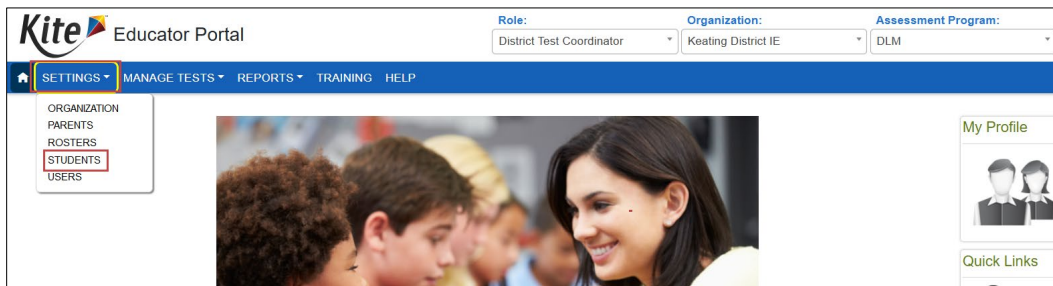 Kite Educator Portal
Role:
District Test Coordinator
Organization:
Keating District IE
Assessment Program:
DLM
SETTINGS MANAGE TESTS REPORTS TRAINING HELP
ORGANIZATION
PARENTS
ROSTERS
STUDENTS
USERS
My Profile
Quick Links